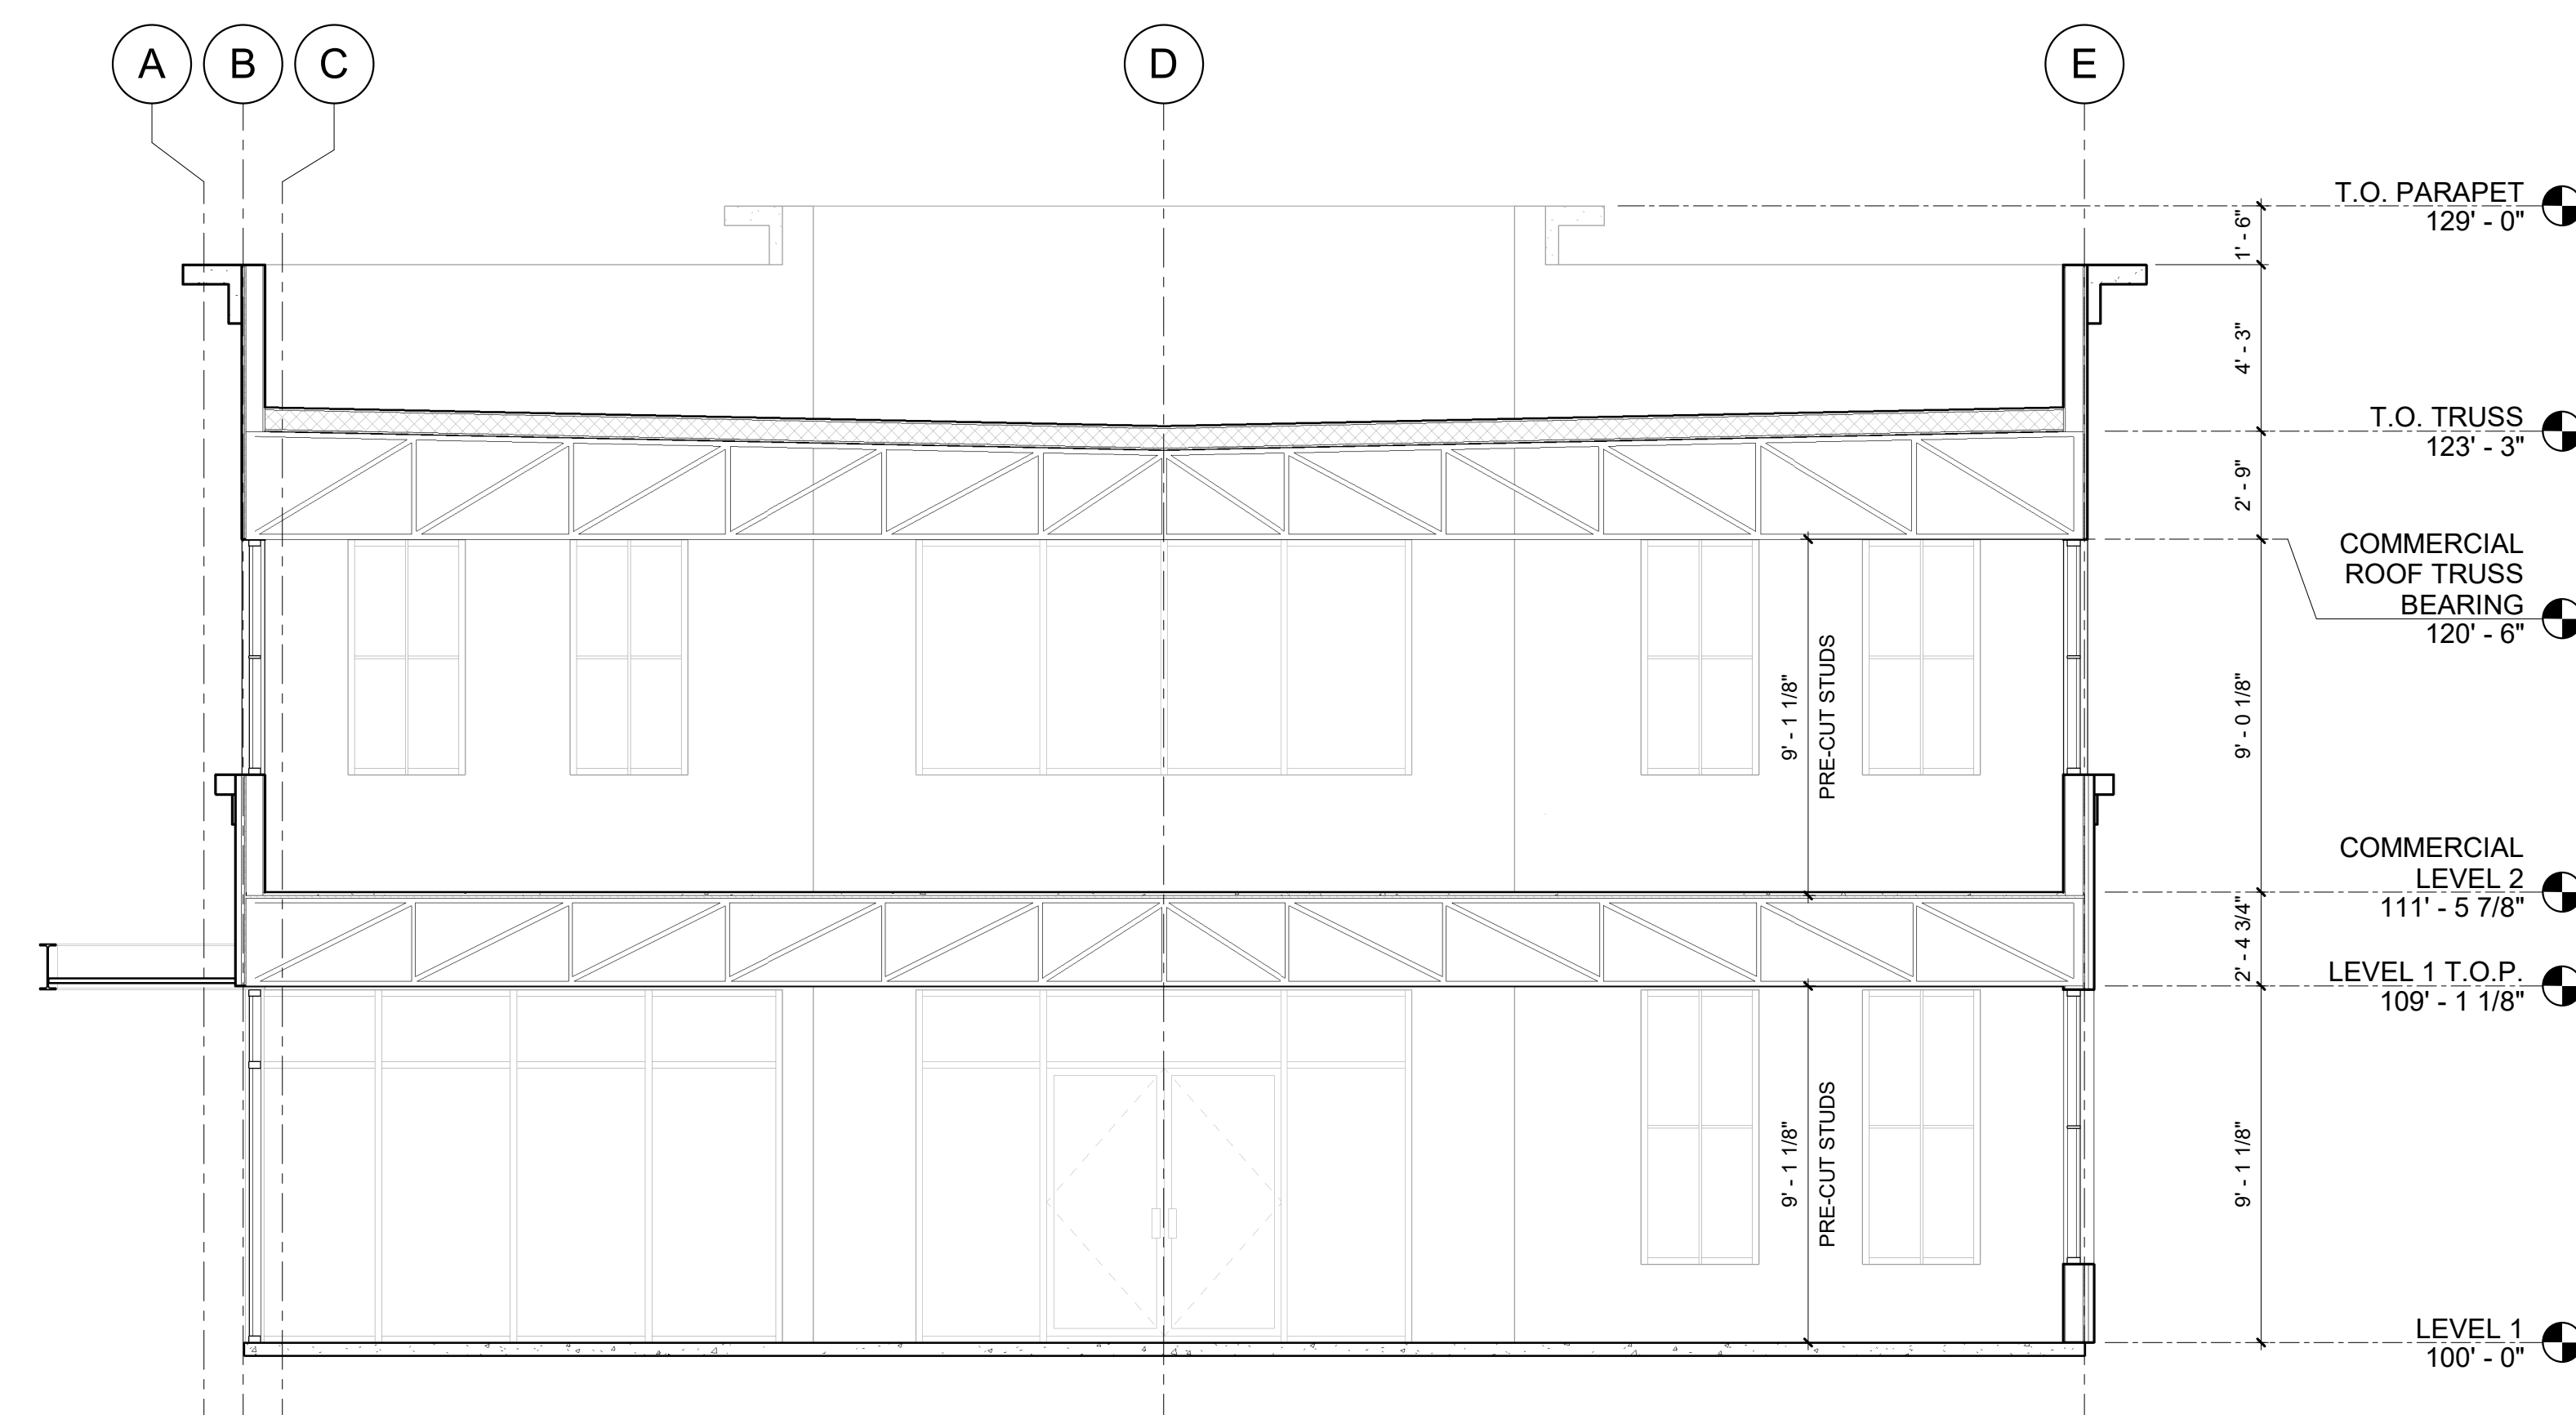 A
B
C
D
E
T.O. PARAPET
129' - 0"
1' - 6"
4' - 3"
T.O. TRUSS
123' - 3"
2' - 9"
COMMERCIAL
ROOF TRUSS
BEARING
120' - 6"
9' - 1 1/8"
PRE-CUT STUDS
9' - 0 1/8"
COMMERCIAL
LEVEL 2
111' - 5 7/8"
2' - 4 3/4"
LEVEL 1 T.O.P.
109' - 1 1/8"
9' - 1 1/8"
PRE-CUT STUDS
9' - 1 1/8"
LEVEL 1
100' - 0"